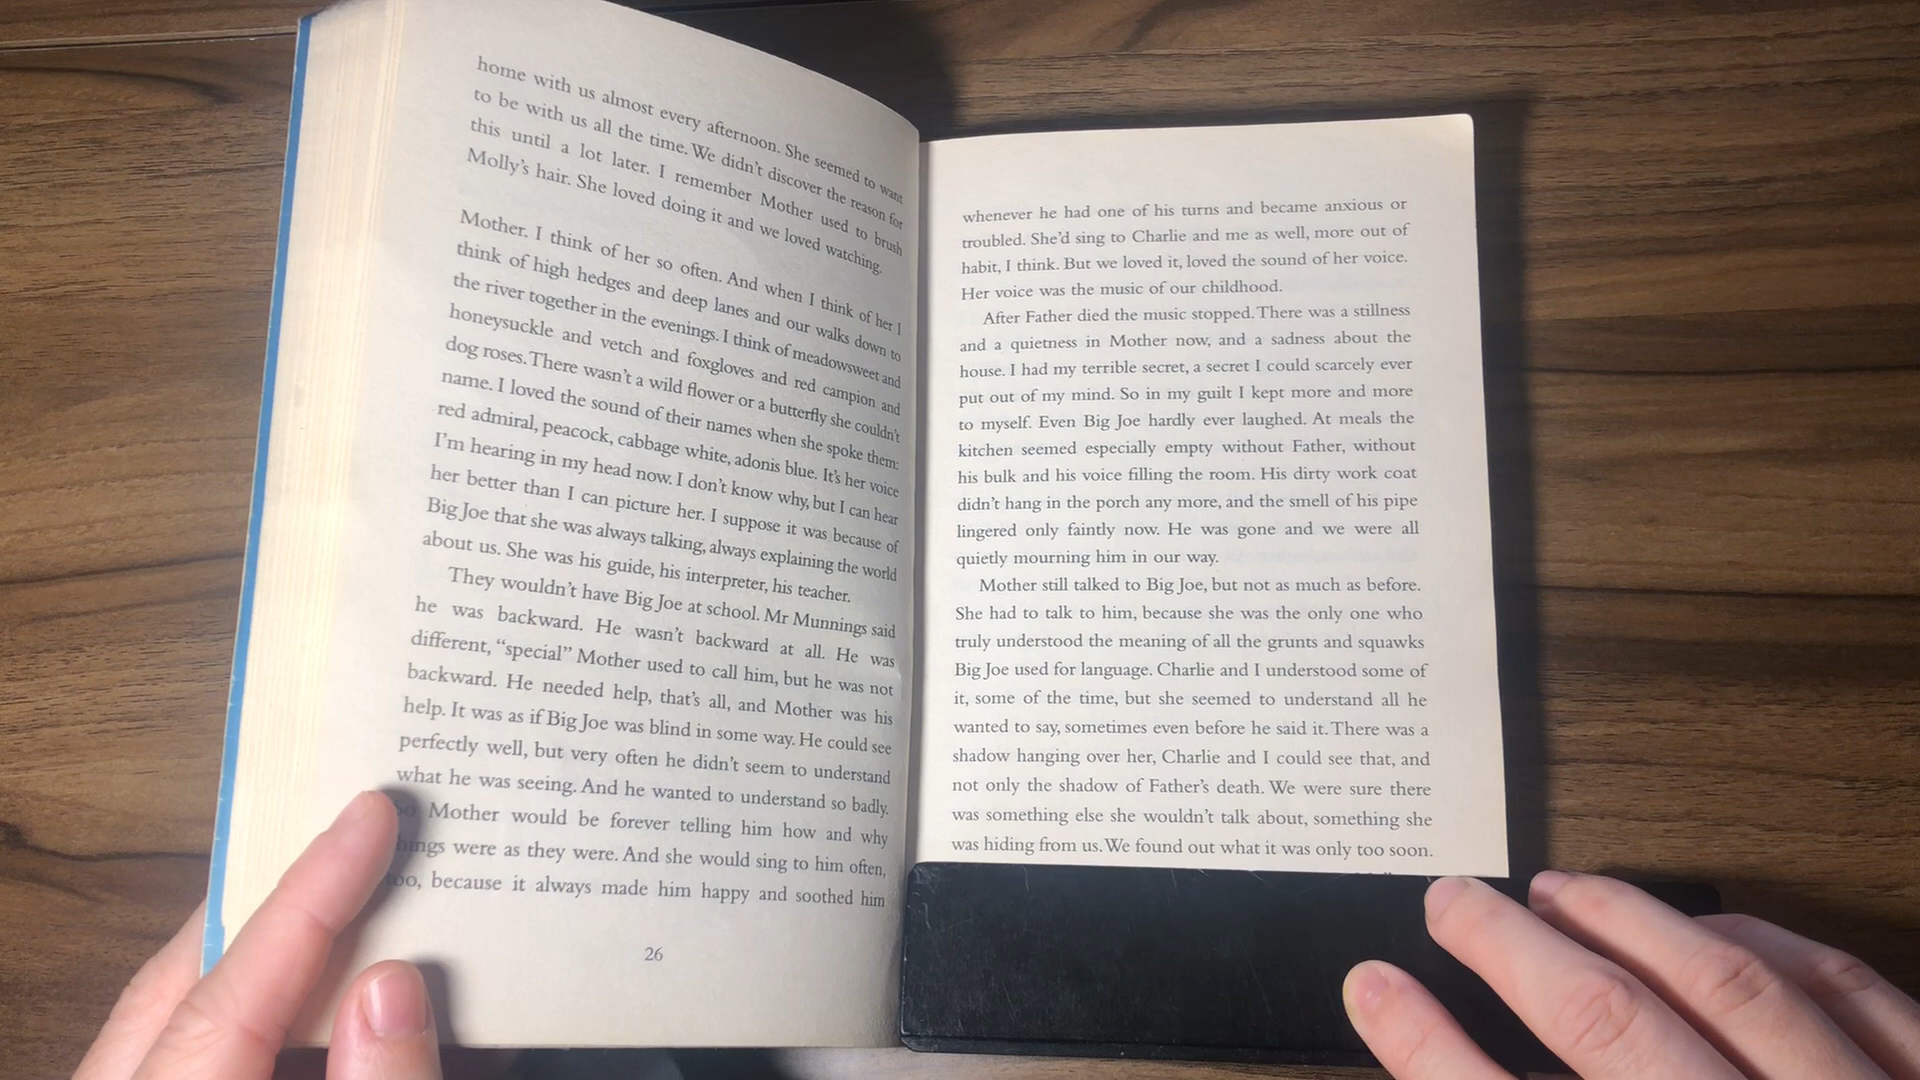 home with us almost every afternoon. She seemed to want
to be with us all the time. We didn't discover the reason for
this until a lot later. I remember Mother used to brush
Molly's hair. She loved doing it and we loved watching.
Mother. I think of her so often. And when I think of her I
think of high hedges and deep lanes and our walks down to
the river together in the evenings. I think of meadowsweet and
honeysuckle and vetch and foxgloves and red campion and
dog roses. There wasn't a wild flower or a butterfly she couldn't
name. I loved the sound of their names when she spoke them:
red admiral, peacock, cabbage white, adonis blue. It's her voice
I'm hearing in my head now. I don't know why, but I can hear
her better than I can picture her. I suppose it was because of
Big Joe that she was always talking, always explaining the world
about us. She was his guide, his interpreter, his teacher.
They wouldn't have Big Joe at school. Mr Munnings said
he was backward. He wasn't backward at all. He was
different, “special” Mother used to call him, but he was not
backward. He needed help, that's all, and Mother was his
help. It was as if Big Joe was blind in some way. He could see
perfectly well, but very often he didn't seem to understand
what he was seeing. And he wanted to understand so badly.
So Mother would be forever telling him how and why
things were as they were. And she would sing to him often,
too, because it always made him happy and soothed him
26
whenever he had one of his turns and became anxious or
troubled. She'd sing to Charlie and me as well, more out of
habit, I think. But we loved it, loved the sound of her voice.
Her voice was the music of our childhood.
After Father died the music stopped. There was a stillness
and a quietness in Mother now, and a sadness about the
house. I had my terrible secret, a secret I could scarcely ever
put out of my mind. So in my guilt I kept more and more
to myself. Even Big Joe hardly ever laughed. At meals the
kitchen seemed especially empty without Father, without
his bulk and his voice filling the room. His dirty work coat
didn't hang in the porch any more, and the smell of his pipe
lingered only faintly now. He was gone and we were all
quietly mourning him in our way.
Mother still talked to Big Joe, but not as much as before.
She had to talk to him, because she was the only one who
truly understood the meaning of all the grunts and squawks
Big Joe used for language. Charlie and I understood some of
it, some of the time, but she seemed to understand all he
wanted to say, sometimes even before he said it. There was a
shadow hanging over her, Charlie and I could see that, and
not only the shadow of Father's death. We were sure there
was something else she wouldn't talk about, something she
was hiding from us. We found out what it was only too soon.